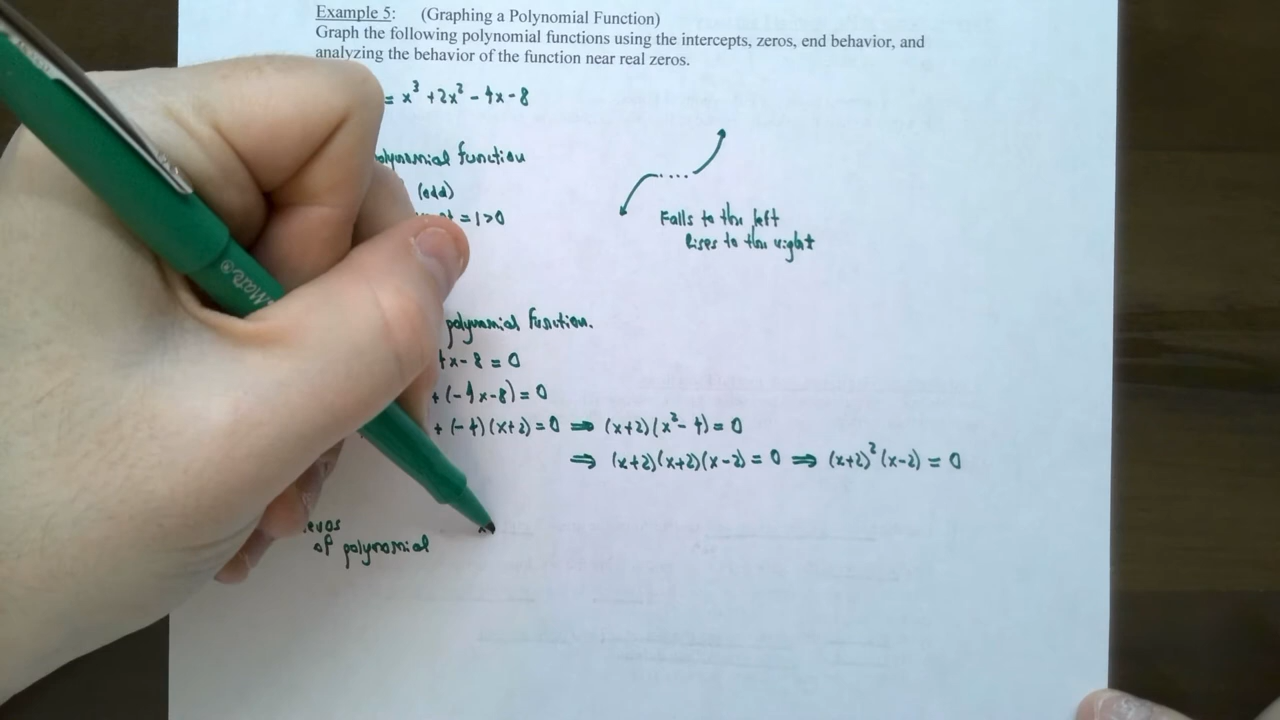 Example 5: (Graphing a Polynomial Function)
Graph the following polynomial functions using the intercepts, zeros, end behavior, and
analyzing the behavior of the function near real zeros.
= x³ + 2x² - 4x - 8
function
(odd)
= 1 > 0
Falls to the left
Rises to the right
polynomial function.
x - 8 = 0
+ (-4x - 8) = 0
+ (-4)(x+2) = 0 ⇒ (x+2)(x² - 4) = 0
⇒ (x+2)(x+2)(x-2) = 0 ⇒ (x+2)²(x-2) = 0
of polynomial